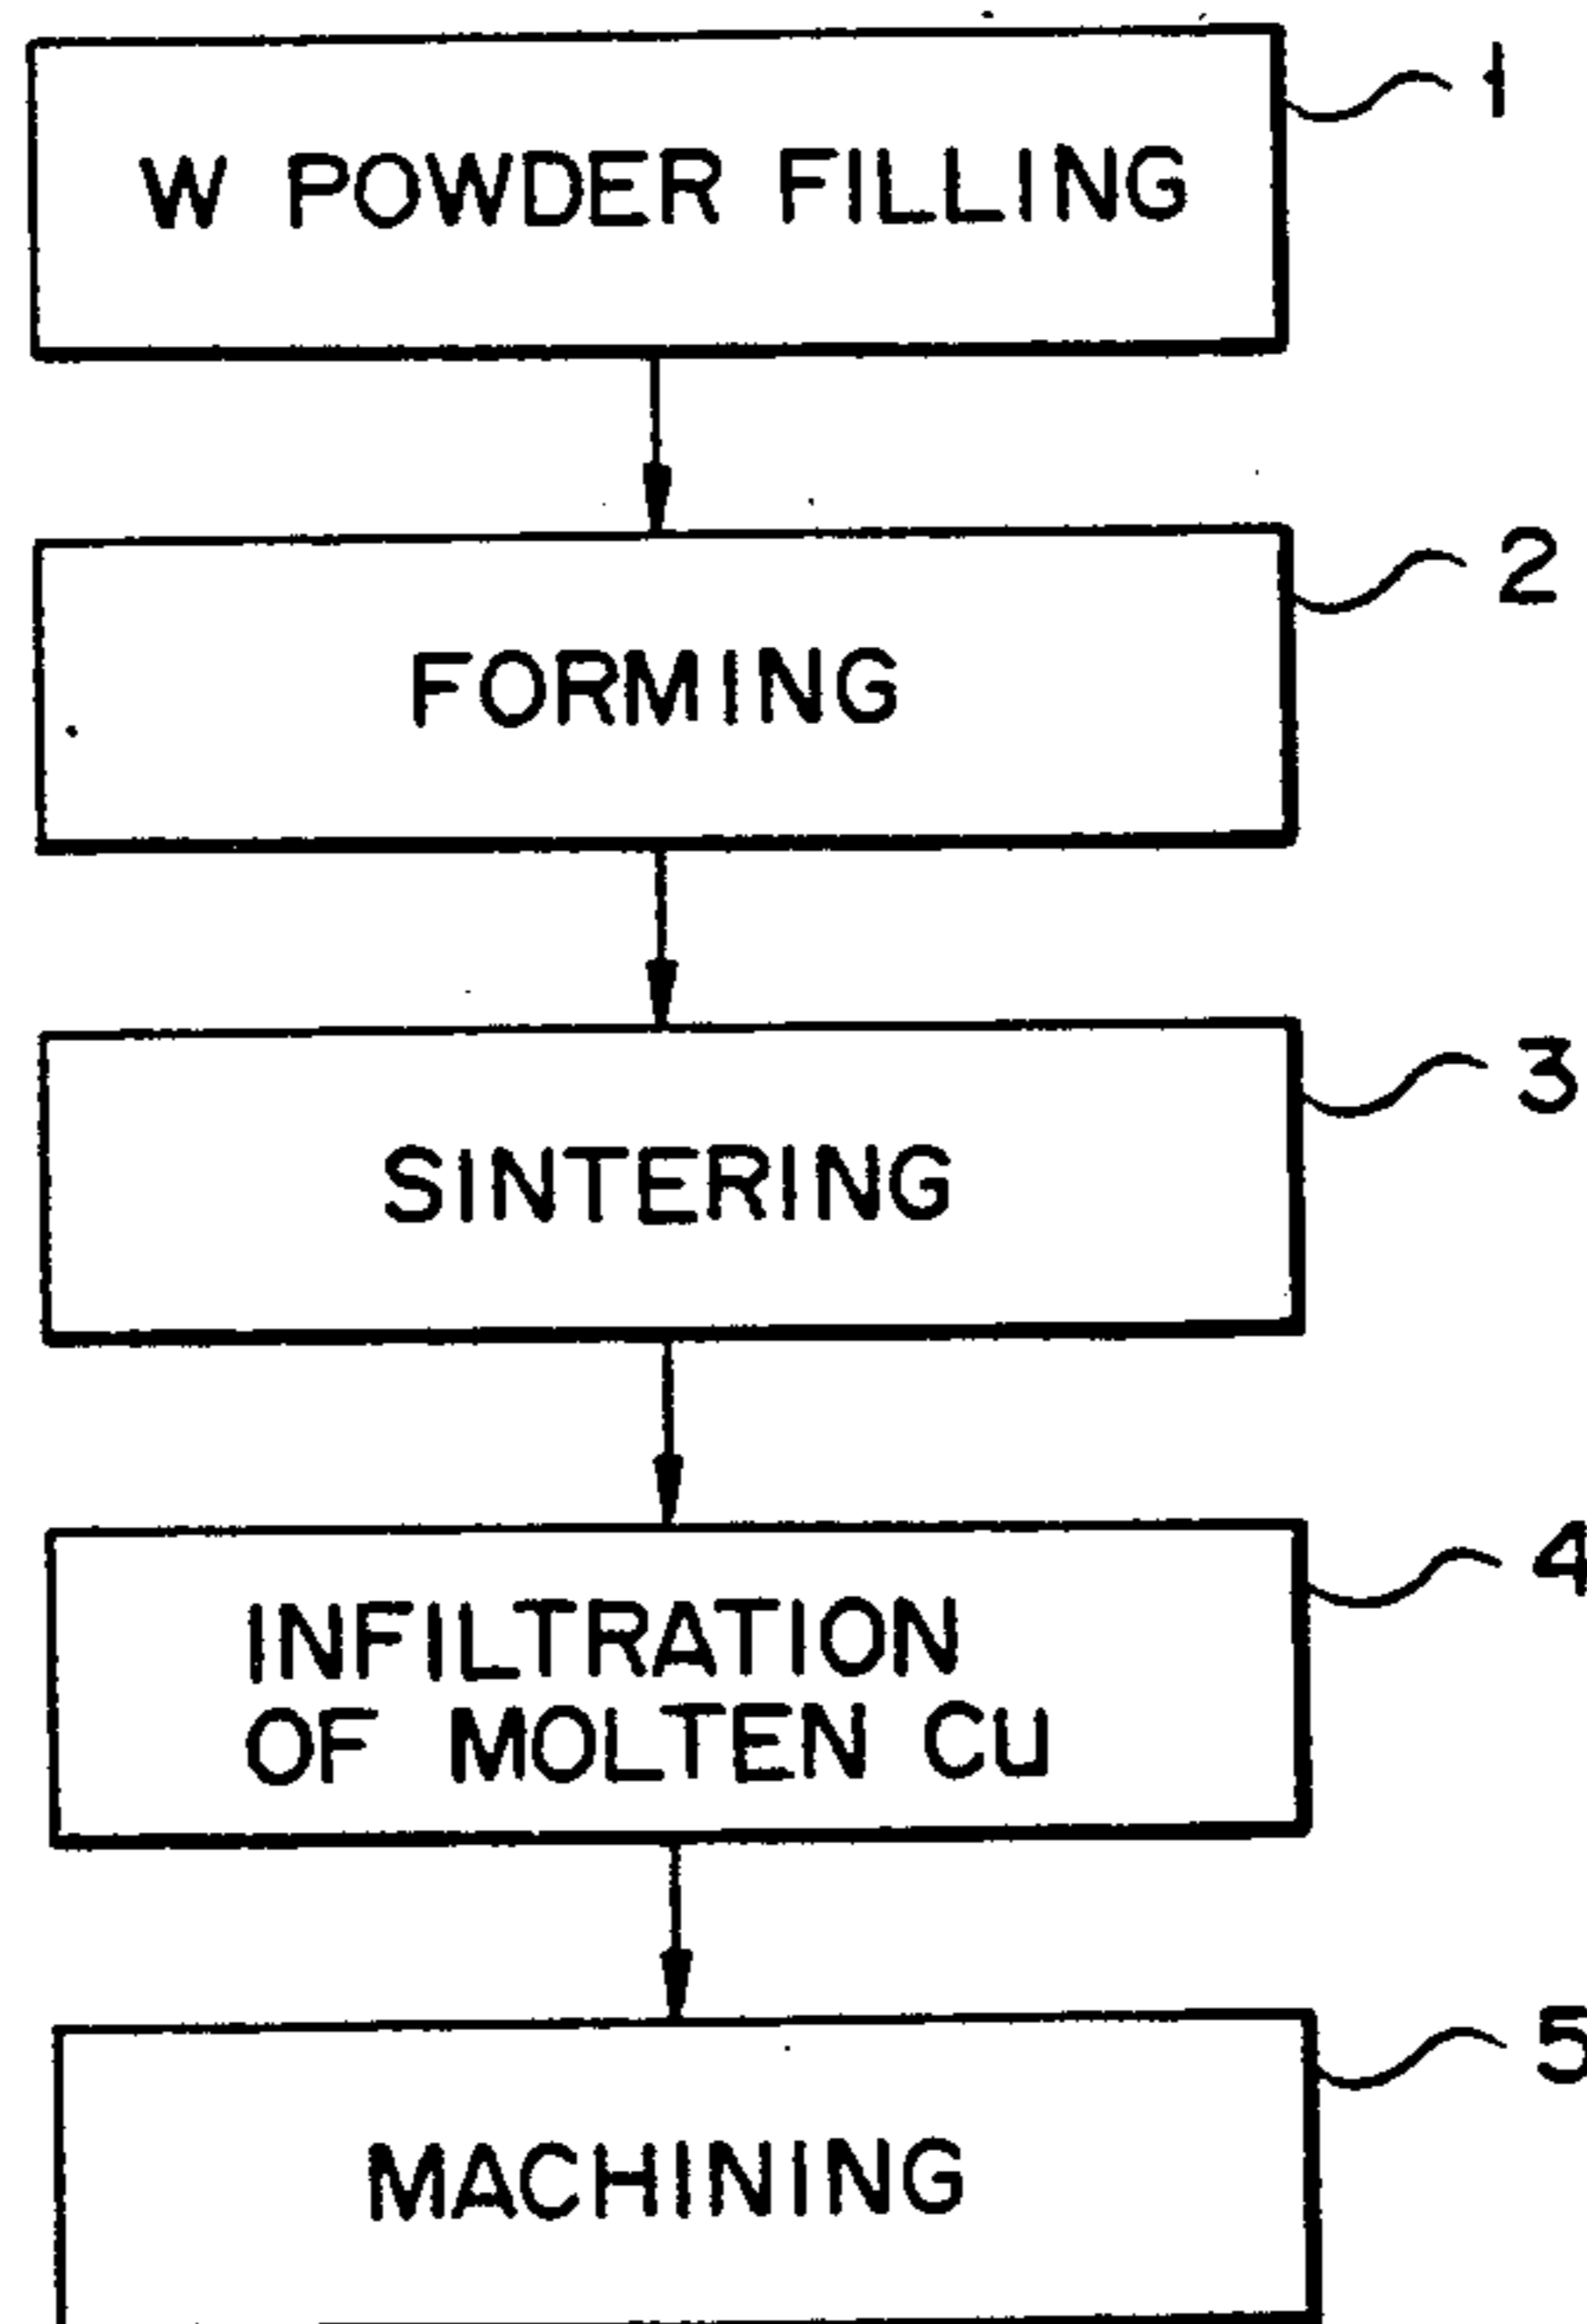 W POWDER FILLING
1
FORMING
2
SINTERING
3
INFILTRATION
OF MOLTEN CU
4
MACHINING
5